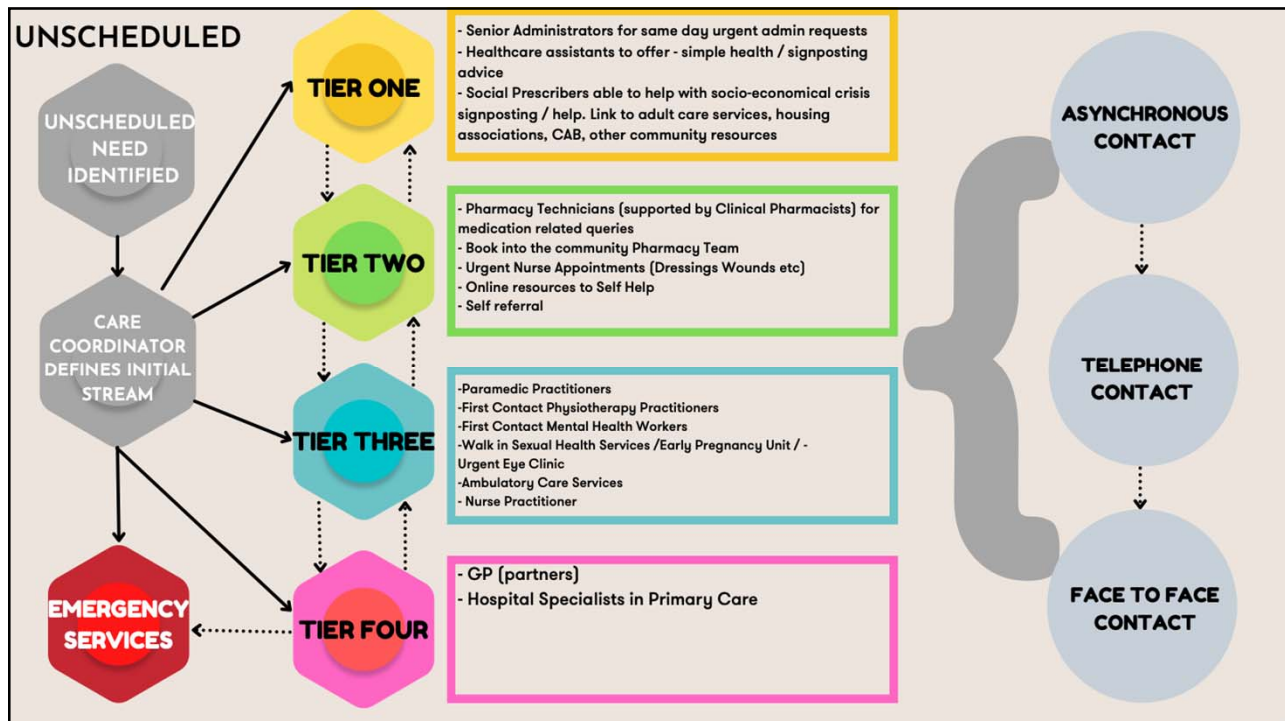 UNSCHEDULED
UNSCHEDULED
NEED
IDENTIFIED
CARE
COORDINATOR
DEFINES INITIAL
STREAM
EMERGENCY
SERVICES
TIER ONE
- Senior Administrators for same day urgent admin requests
- Healthcare assistants to offer - simple health / signposting
advice
- Social Prescribers able to help with socio-economical crisis
signposting / help. Link to adult care services, housing
associations, CAB, other community resources
TIER TWO
- Pharmacy Technicians (supported by Clinical Pharmacists) for
medication related queries
- Book into the community Pharmacy Team
- Urgent Nurse Appointments (Dressings Wounds etc)
- Online resources to Self Help
- Self referral
TIER THREE
-Paramedic Practitioners
-First Contact Physiotherapy Practitioners
-First Contact Mental Health Workers
-Walk in Sexual Health Services /Early Pregnancy Unit / -
Urgent Eye Clinic
-Ambulatory Care Services
- Nurse Practitioner
TIER FOUR
- GP (partners)
- Hospital Specialists in Primary Care
ASYNCHRONOUS
CONTACT
TELEPHONE
CONTACT
FACE TO FACE
CONTACT